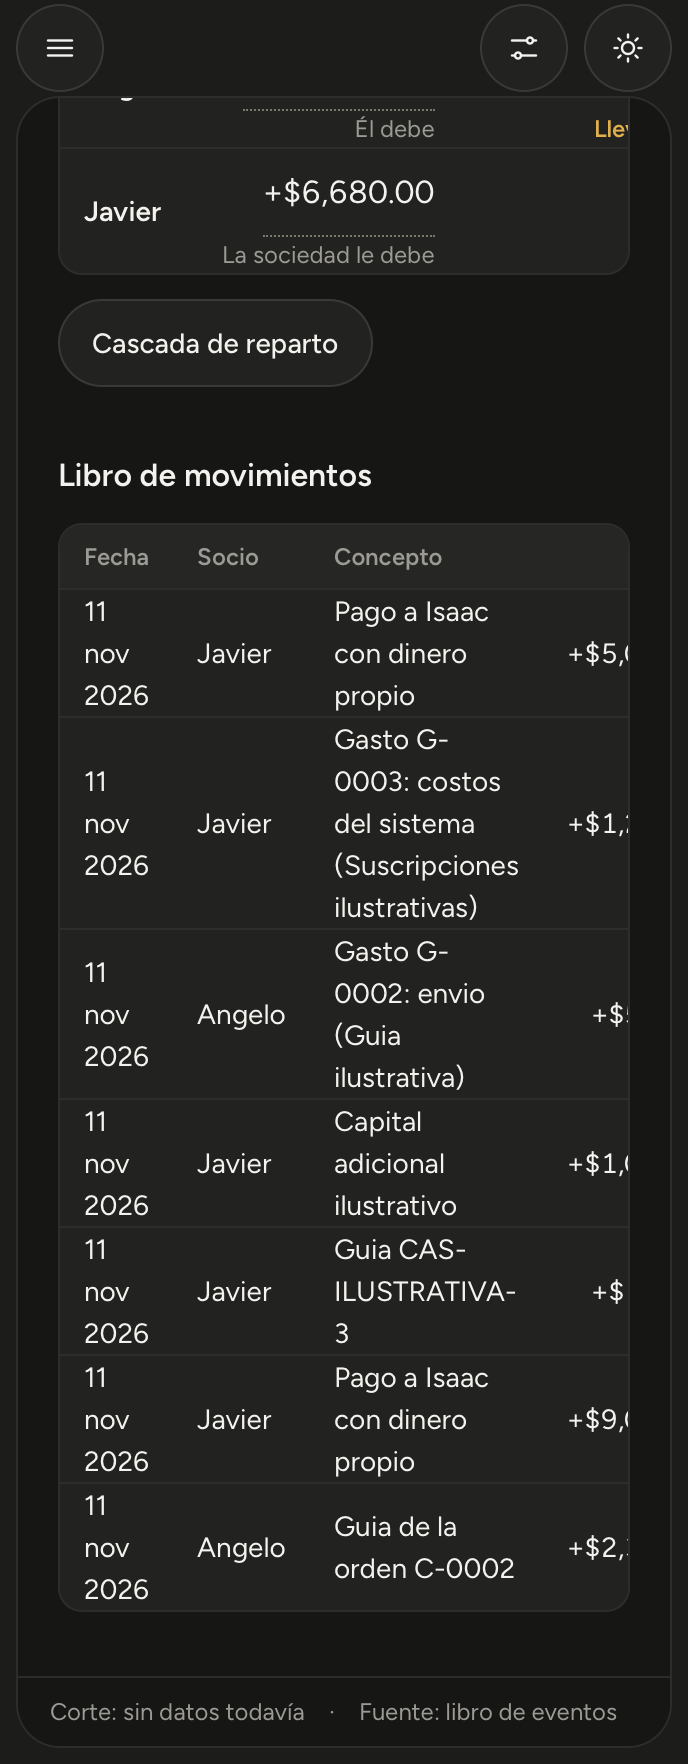 Él debe
Javier
+$6,680.00
La sociedad le debe
Cascada de reparto
Libro de movimientos
Fecha Socio Concepto
11 nov 2026 Javier Pago a Isaac con dinero propio
11 nov 2026 Javier Gasto G-0003: costos del sistema (Suscripciones ilustrativas)
11 nov 2026 Angelo Gasto G-0002: envio (Guia ilustrativa)
11 nov 2026 Javier Capital adicional ilustrativo
11 nov 2026 Javier Guia CAS-ILUSTRATIVA-3
11 nov 2026 Javier Pago a Isaac con dinero propio
11 nov 2026 Angelo Guia de la orden C-0002
Corte: sin datos todavía · Fuente: libro de eventos